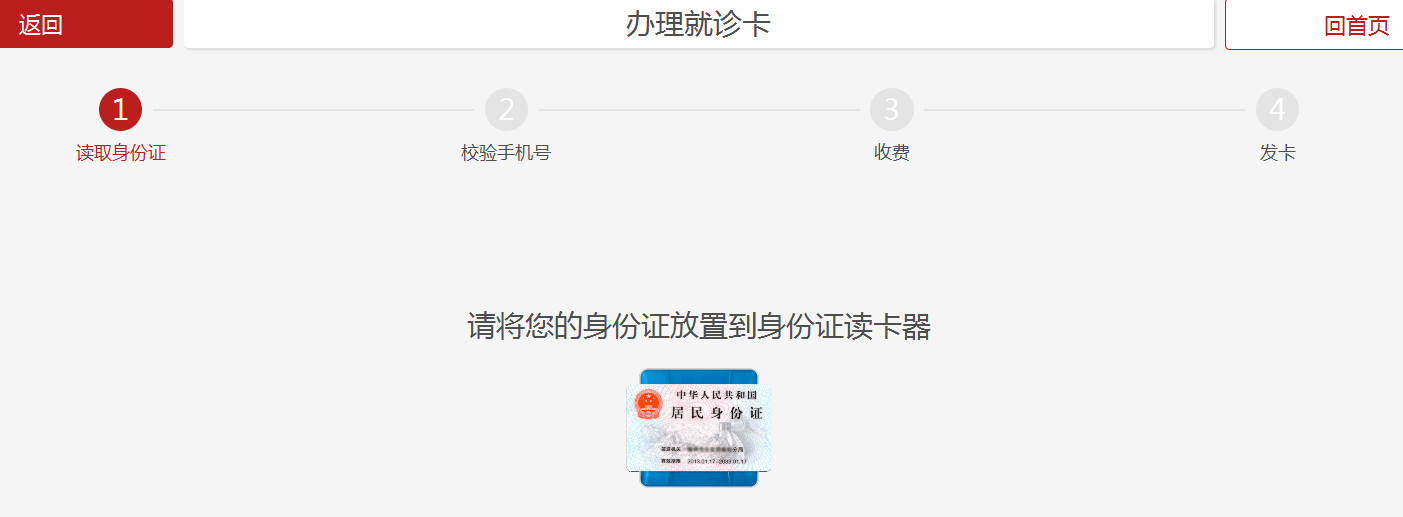 返回
办理就诊卡
回首页
1
2
3
4
读取身份证
校验手机号
收费
发卡
请将您的身份证放置到身份证读卡器
中华人民共和国
居民身份证
签发机关
分局
有效期限 2013.01.17-2033.01.17